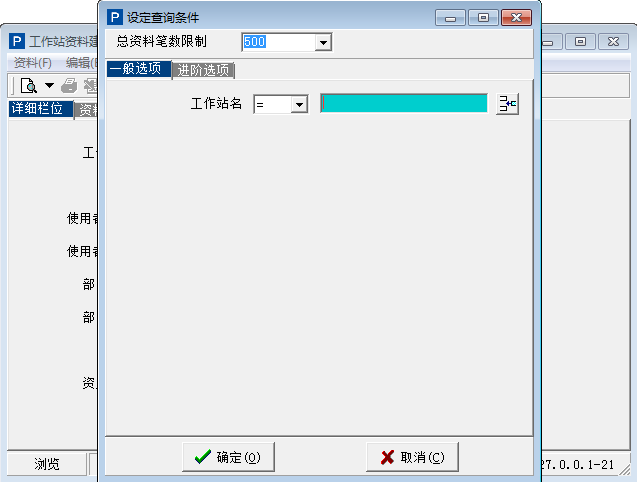 设定查询条件
总资料笔数限制 500
一般选项 进阶选项
工作站名 =
确定(O) 取消(C)
工作站资料建
资料(F) 编辑(E
详细栏位 资料
工
使用者
使用者
部
部
资
浏览
27.0.0.1-21